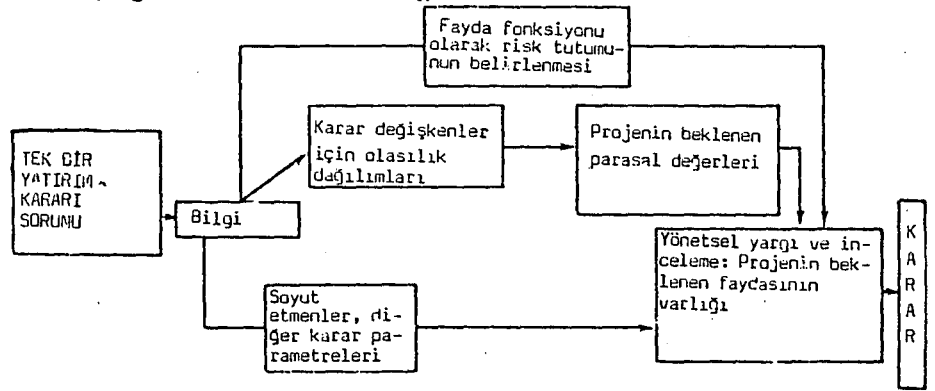 Fayda fonksiyonu
olarak risk tutumu-
nun belirlenmesi
Karar değişkenler
için olasılık
dağılımları
Projenin beklenen
parasal değerleri
TEK BİR
YATIRIM
KARARI
SORUNU
Bilgi
Yönetsel yargı ve in-
celeme: Projenin bek-
lenen faydasının
varlığı
Soyut
etmenler, di-
ğer karar pa-
rametreleri
K
A
R
A
R